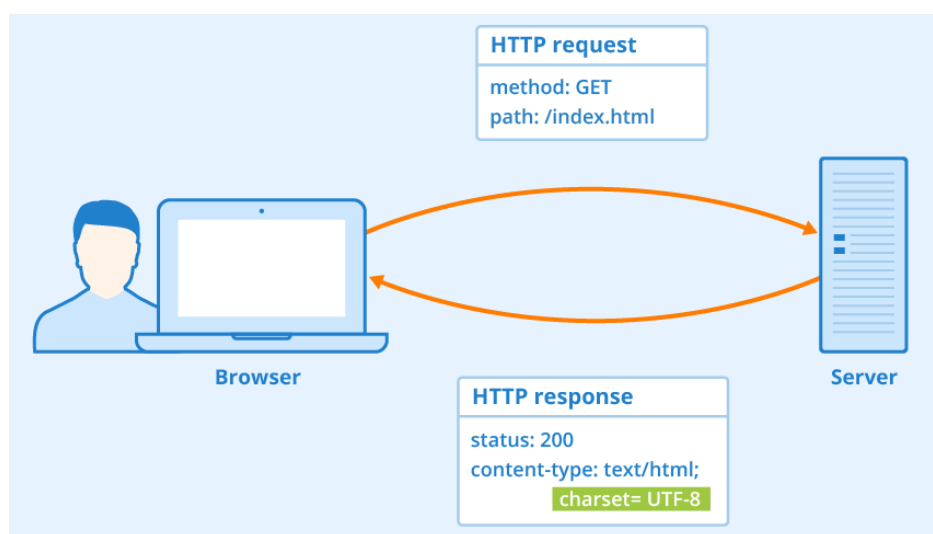 HTTP request
method: GET
path: /index.html
Browser
Server
HTTP response
status: 200
content-type: text/html;
charset= UTF-8